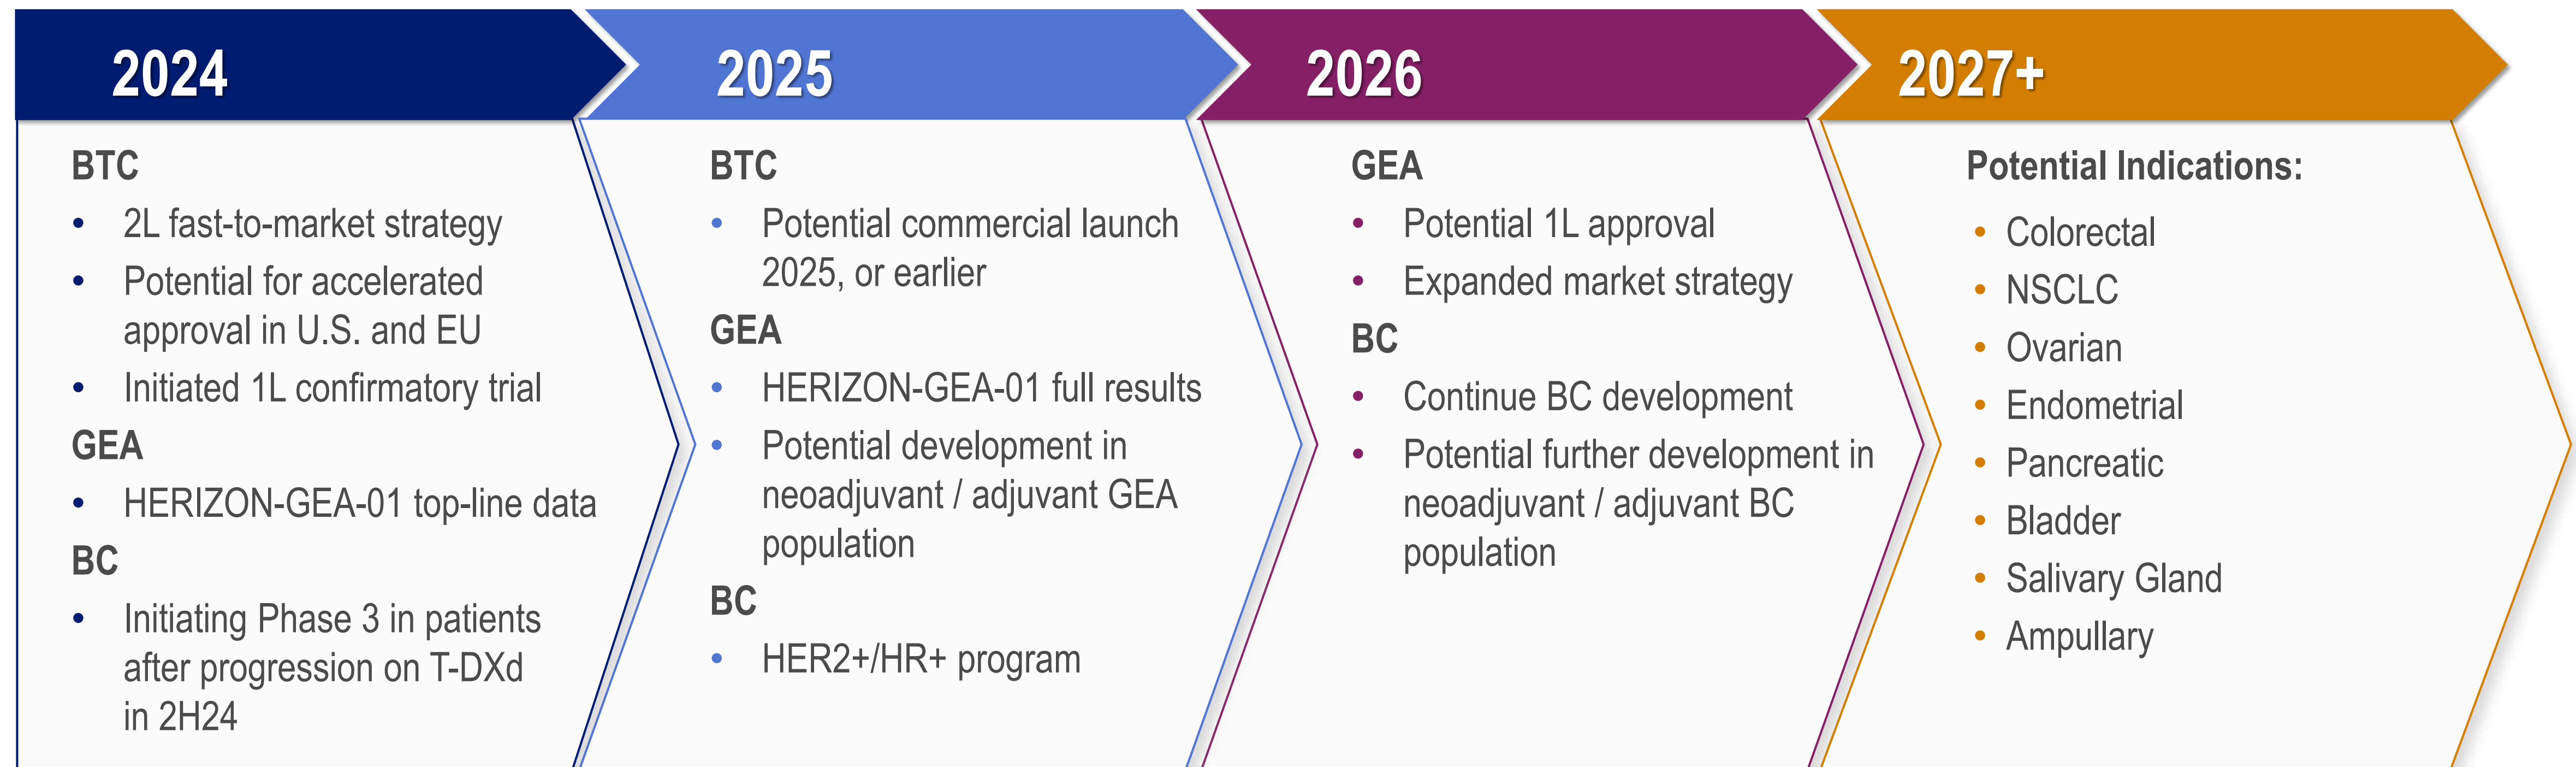 2024
BTC
• 2L fast-to-market strategy
• Potential for accelerated
approval in U.S. and EU
• Initiated 1L confirmatory trial
GEA
• HERIZON-GEA-01 top-line data
BC
• Initiating Phase 3 in patients
after progression on T-DXd
in 2H24
2025
BTC
• Potential commercial launch
2025, or earlier
GEA
• HERIZON-GEA-01 full results
• Potential development in
neoadjuvant / adjuvant GEA
population
BC
• HER2+/HR+ program
2026
GEA
• Potential 1L approval
• Expanded market strategy
BC
• Continue BC development
• Potential further development in
neoadjuvant / adjuvant BC
population
2027+
Potential Indications:
• Colorectal
• NSCLC
• Ovarian
• Endometrial
• Pancreatic
• Bladder
• Salivary Gland
• Ampullary